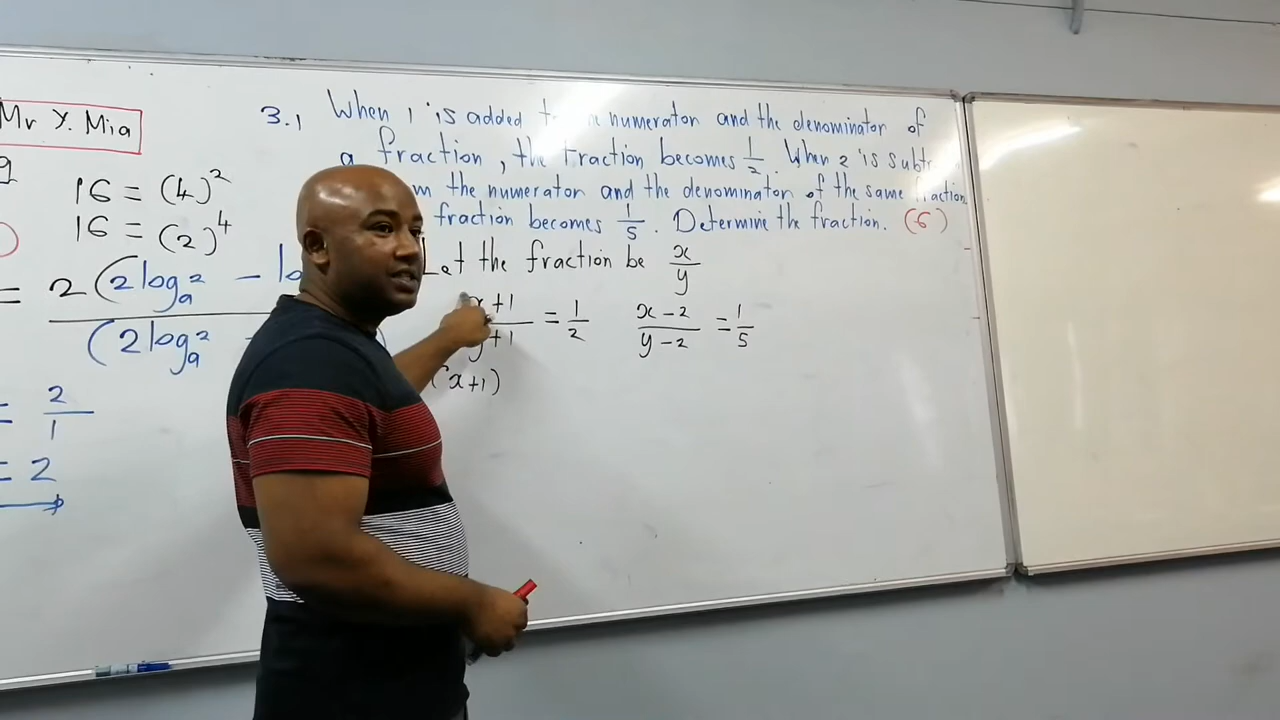 Mr Y. Mia
g
16 = (4)²
16 = (2)⁴
= 2(2logₐ² –
(2logₐ²
= 2/1
= 2
3.1 When 1 is added numerator and the denominator of
a fraction, the fraction becomes 1/2. When 2 is
the numerator and the denominator of the same fraction
fraction becomes 1/5. Determine the fraction. (6)
Let the fraction be x/y
x+1/y+1 = 1/2 x-2/y-2 = 1/5
(x+1)